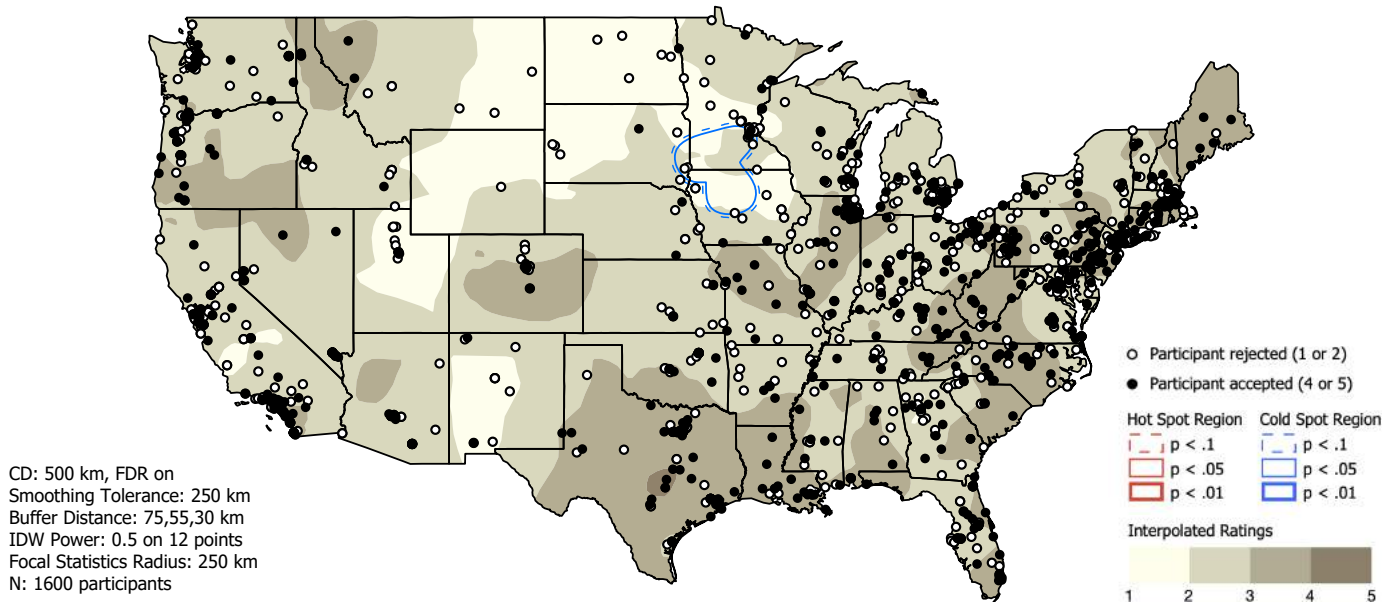 CD: 500 km, FDR on
Smoothing Tolerance: 250 km
Buffer Distance: 75,55,30 km
IDW Power: 0.5 on 12 points
Focal Statistics Radius: 250 km
N: 1600 participants
Participant rejected (1 or 2)
Participant accepted (4 or 5)
Hot Spot Region
p < .1
p < .05
p < .01
Cold Spot Region
p < .1
p < .05
p < .01
Interpolated Ratings
1 2 3 4 5